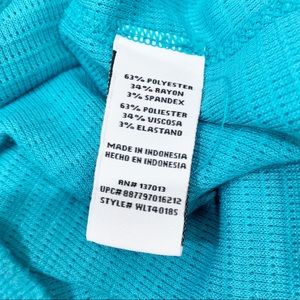 63% POLYESTER
34% RAYON
3% SPANDEX
63% POLIESTER
34% VISCOSA
3% ELASTANO
MADE IN INDONESIA
HECHO EN INDONESIA
RN# 137013
UPC# 887797016212
STYLE# WLT4018S